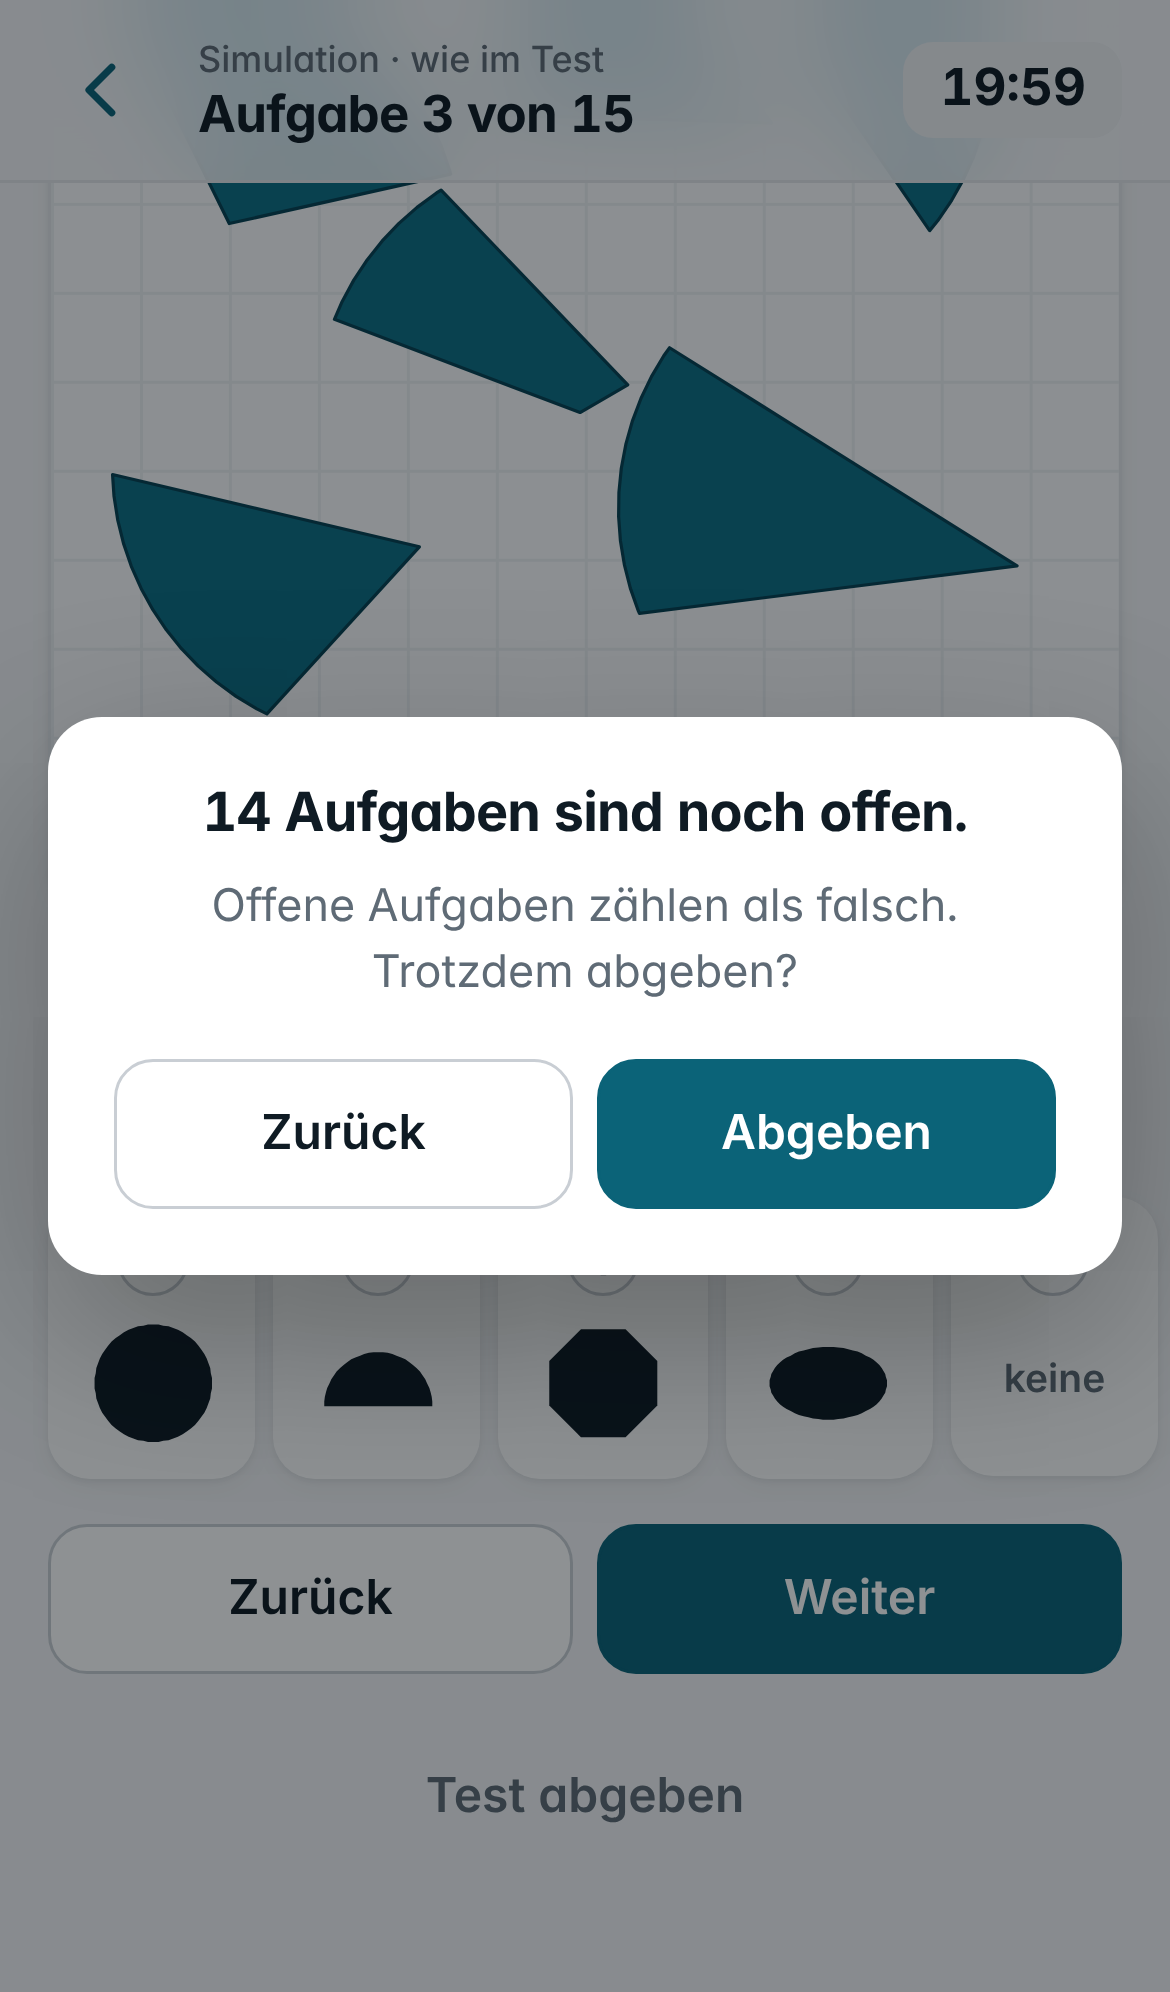 Simulation · wie im Test
Aufgabe 3 von 15
19:59
14 Aufgaben sind noch offen.
Offene Aufgaben zählen als falsch.
Trotzdem abgeben?
Zurück
Abgeben
keine
Zurück
Weiter
Test abgeben